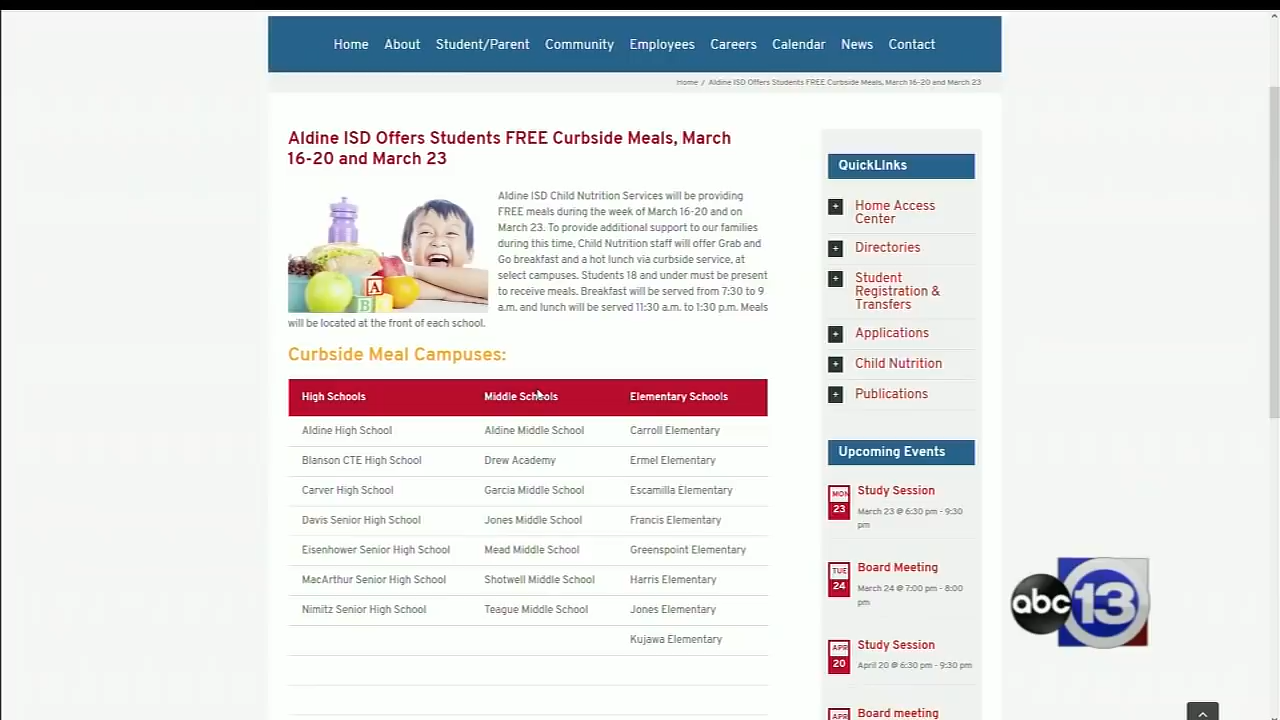 Home About Student/Parent Community Employees Careers Calendar News Contact
Home / Aldine ISD Offers Students FREE Curbside Meals, March 16-20 and March 23
Aldine ISD Offers Students FREE Curbside Meals, March
16-20 and March 23
Aldine ISD Child Nutrition Services will be providing
FREE meals during the week of March 16-20 and on
March 23. To provide additional support to our families
during this time, Child Nutrition staff will offer Grab and
Go breakfast and a hot lunch via curbside service, at
select campuses. Students 18 and under must be present
to receive meals. Breakfast will be served from 7:30 to 9
a.m. and lunch will be served 11:30 a.m. to 1:30 p.m. Meals
will be located at the front of each school.
A
B
Curbside Meal Campuses:
High Schools Middle Schools Elementary Schools
Aldine High School Aldine Middle School Carroll Elementary
Blanson CTE High School Drew Academy Ermel Elementary
Carver High School Garcia Middle School Escamilla Elementary
Davis Senior High School Jones Middle School Francis Elementary
Eisenhower Senior High School Mead Middle School Greenspoint Elementary
MacArthur Senior High School Shotwell Middle School Harris Elementary
Nimitz Senior High School Teague Middle School Jones Elementary
Kujawa Elementary
QuickLInks
+ Home Access
Center
+ Directories
+ Student
Registration &
Transfers
+ Applications
+ Child Nutrition
+ Publications
Upcoming Events
MON
23
Study Session
March 23 @ 6:30 pm - 9:30
pm
TUE
24
Board Meeting
March 24 @ 7:00 pm - 8:00
pm
APR
20
Study Session
April 20 @ 6:30 pm - 9:30 pm
APR
Board meeting
abc 13